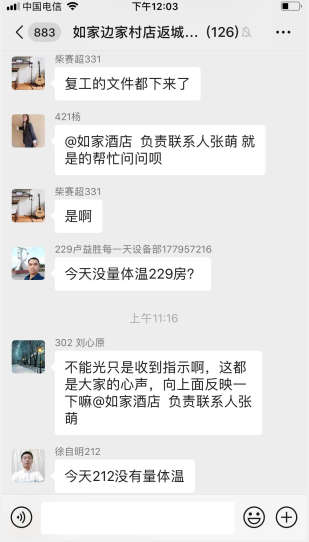 中国电信
下午12:03
883
如家边家村店返城...（126）
柴赛超331
复工的文件都下来了
421杨
@如家酒店 负责联系人张萌 就
是的帮忙问问呗
柴赛超331
是啊
229卢益胜每一天设备部177957216
今天没量体温229房?
上午11:16
302 刘心原
不能光只是收到指示啊，这都
是大家的心声，向上面反映一
下嘛@如家酒店 负责联系人张
萌
徐自明212
今天212没有量体温